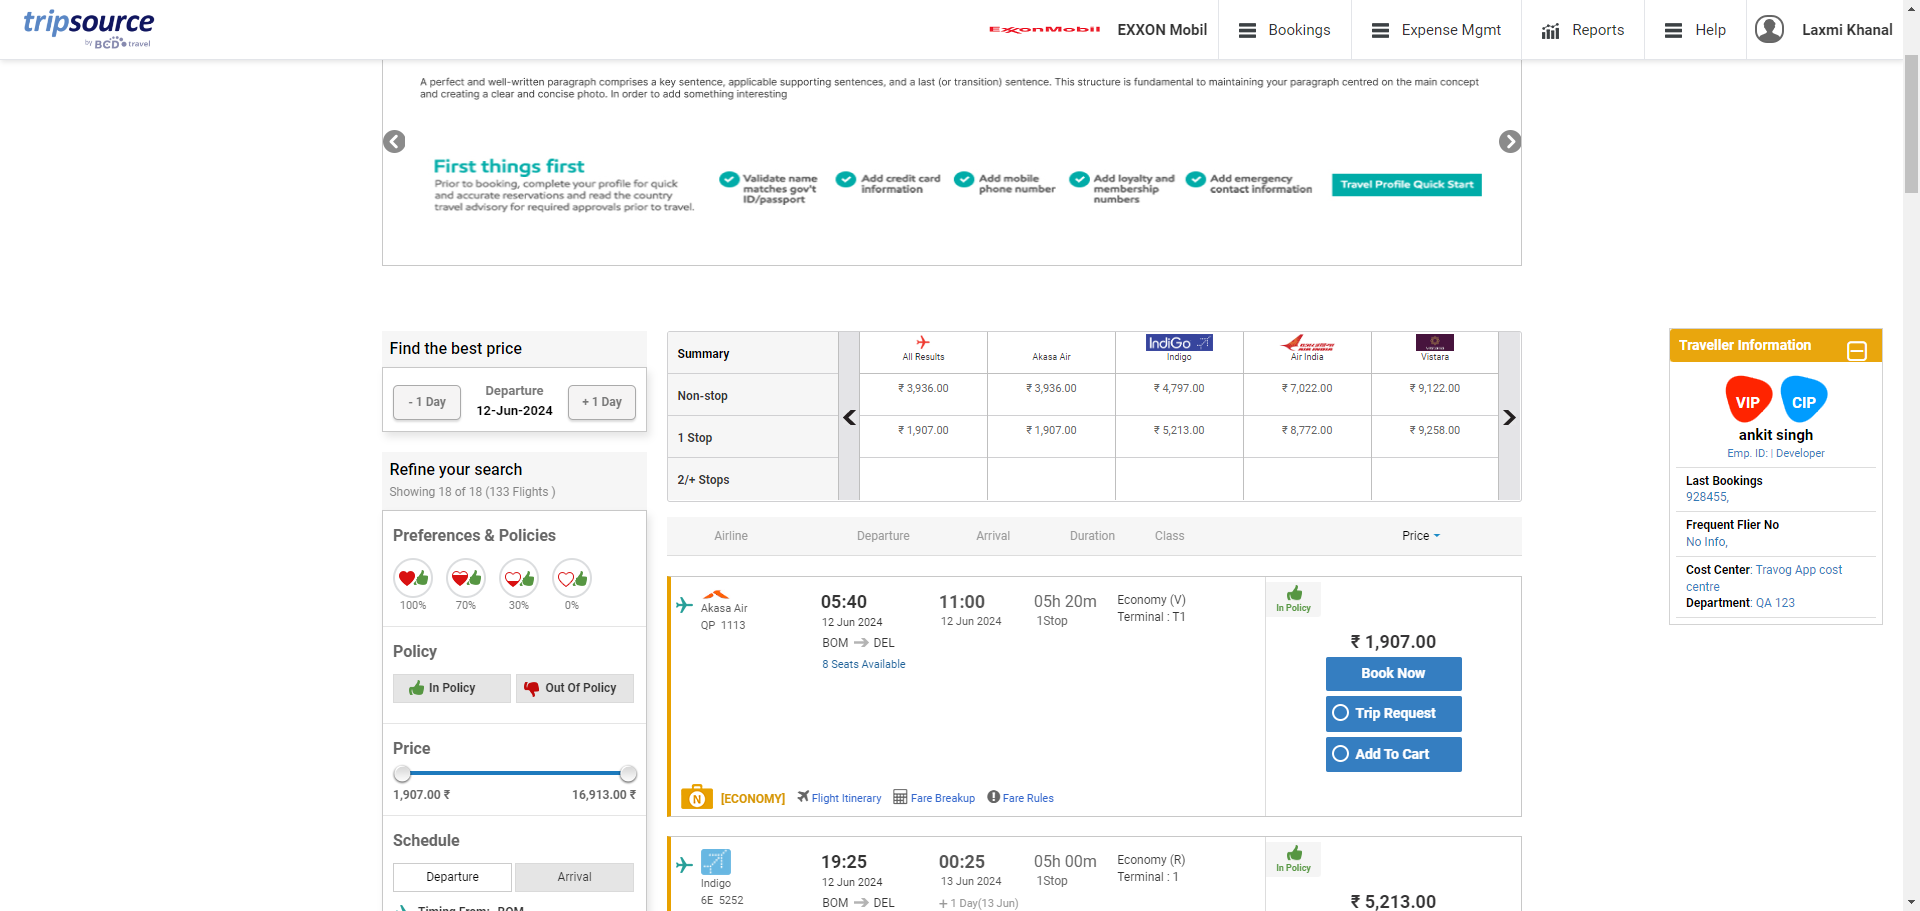 tripsource
by BCD travel
ExxonMobil EXXON Mobil Bookings Expense Mgmt Reports Help Laxmi Khanal
A perfect and well-written paragraph comprises a key sentence, applicable supporting sentences, and a last (or transition) sentence. This structure is fundamental to maintaining your paragraph centred on the main concept
and creating a clear and concise photo. In order to add something interesting
First things first
Prior to booking, complete your profile for quick
and accurate reservations and read the country
travel advisory for required approvals prior to travel.
Validate name
matches gov't
ID/passport
Add credit card
information
Add mobile
phone number
Add loyalty and
membership
numbers
Add emergency
contact information
Travel Profile Quick Start
Find the best price
- 1 Day
Departure
12-Jun-2024
+ 1 Day
Refine your search
Showing 18 of 18 (133 Flights )
Preferences & Policies
100% 70% 30% 0%
Policy
In Policy Out Of Policy
Price
1,907.00 ₹ 16,913.00 ₹
Schedule
Departure Arrival
Timing From: BOM
IndiGo
Summary All Results Akasa Air Indigo Air India Vistara
Non-stop ₹ 3,936.00 ₹ 3,936.00 ₹ 4,797.00 ₹ 7,022.00 ₹ 9,122.00
1 Stop ₹ 1,907.00 ₹ 1,907.00 ₹ 5,213.00 ₹ 8,772.00 ₹ 9,258.00
2/+ Stops
Airline Departure Arrival Duration Class Price
Akasa Air
QP 1113
05:40
12 Jun 2024
BOM DEL
8 Seats Available
11:00
12 Jun 2024
05h 20m
1Stop
Economy (V)
Terminal : T1
In Policy
₹ 1,907.00
Book Now
Trip Request
Add To Cart
N [ECONOMY] Flight Itinerary Fare Breakup Fare Rules
Indigo
6E 5252
19:25
12 Jun 2024
BOM DEL
00:25
13 Jun 2024
+ 1 Day(13 Jun)
05h 00m
1Stop
Economy (R)
Terminal : 1
In Policy
₹ 5,213.00
Traveller Information
VIP CIP
ankit singh
Emp. ID: | Developer
Last Bookings
928455,
Frequent Flier No
No Info,
Cost Center: Travog App cost
centre
Department: QA 123